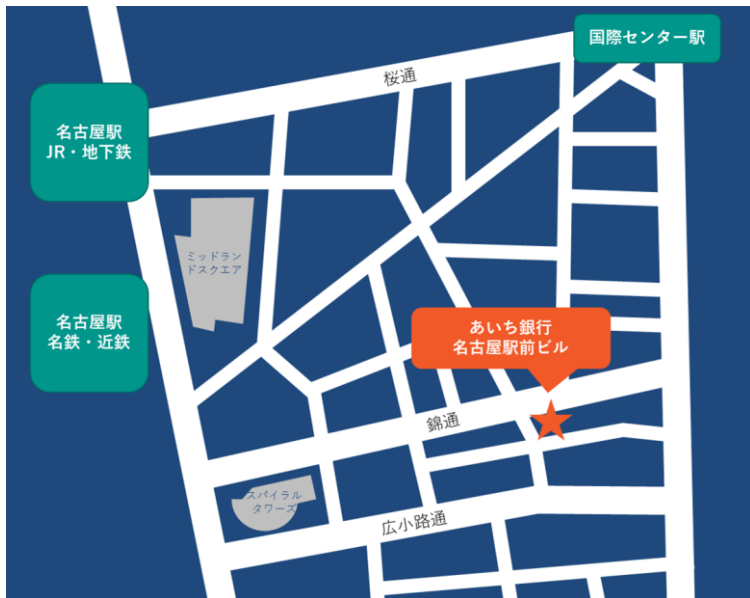 国際センター駅
桜通
名古屋駅
JR・地下鉄
ミッドラン
ドスクエア
名古屋駅
名鉄・近鉄
あいち銀行
名古屋駅前ビル
錦通
スパイラル
タワーズ
広小路通